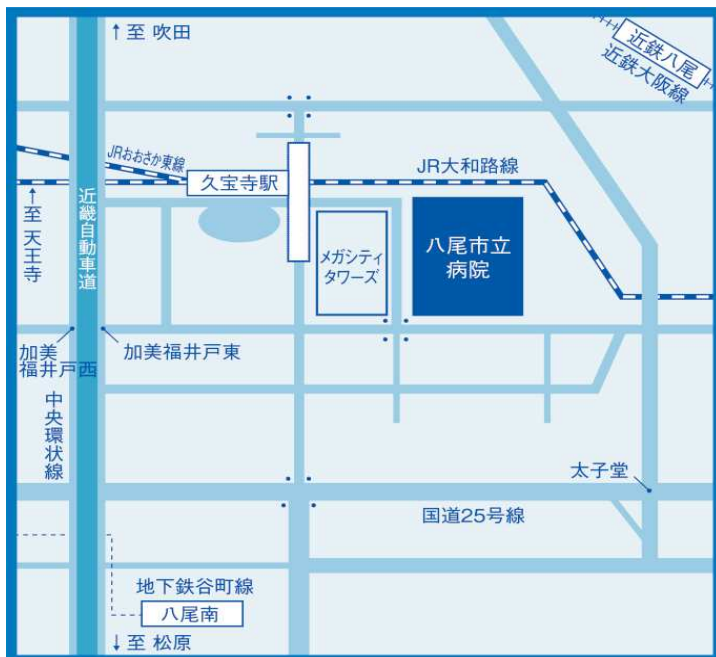 ↑至 吹田
近鉄八尾
近鉄大阪線
JRおおさか東線
久宝寺駅
JR大和路線
←至 天王寺
近畿自動車道
メガシティ
タワーズ
八尾市立
病院
加美
福井戸西
加美福井戸東
中央環状線
太子堂
国道25号線
地下鉄谷町線
八尾南
↓至 松原